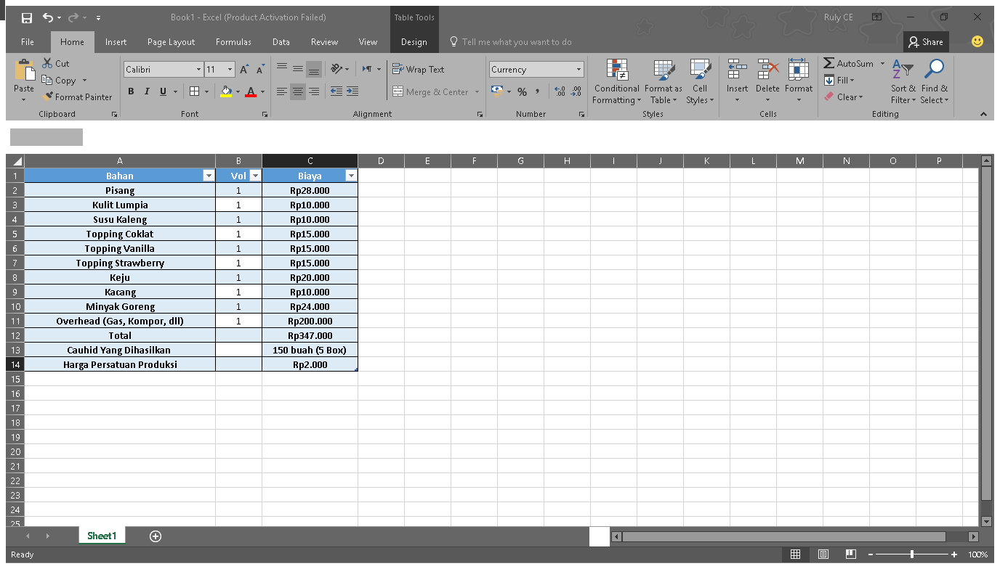 Book1 - Excel (Product Activation Failed) Table Tools Ruly CE
File Home Insert Page Layout Formulas Data Review View Design Tell me what you want to do Share
Paste Cut Copy Format Painter Clipboard
Calibri 11 B I U A A A Font
Wrap Text Merge & Center Alignment
Currency % , .00 .00 Number
Conditional Formatting Format as Table Cell Styles Styles
Insert Delete Format Cells
AutoSum Fill Clear Sort & Filter Find & Select Editing
A B C D E F G H I J K L M N O P
1 Bahan Vol Biaya
2 Pisang 1 Rp28.000
3 Kulit Lumpia 1 Rp10.000
4 Susu Kaleng 1 Rp10.000
5 Topping Coklat 1 Rp15.000
6 Topping Vanilla 1 Rp15.000
7 Topping Strawberry 1 Rp15.000
8 Keju 1 Rp20.000
9 Kacang 1 Rp10.000
10 Minyak Goreng 1 Rp24.000
11 Overhead (Gas, Kompor, dll) 1 Rp200.000
12 Total Rp347.000
13 Cauhid Yang Dihasilkan 150 buah (5 Box)
14 Harga Persatuan Produksi Rp2.000
15
16
17
18
19
20
21
22
23
24
25
Sheet1
Ready 100%